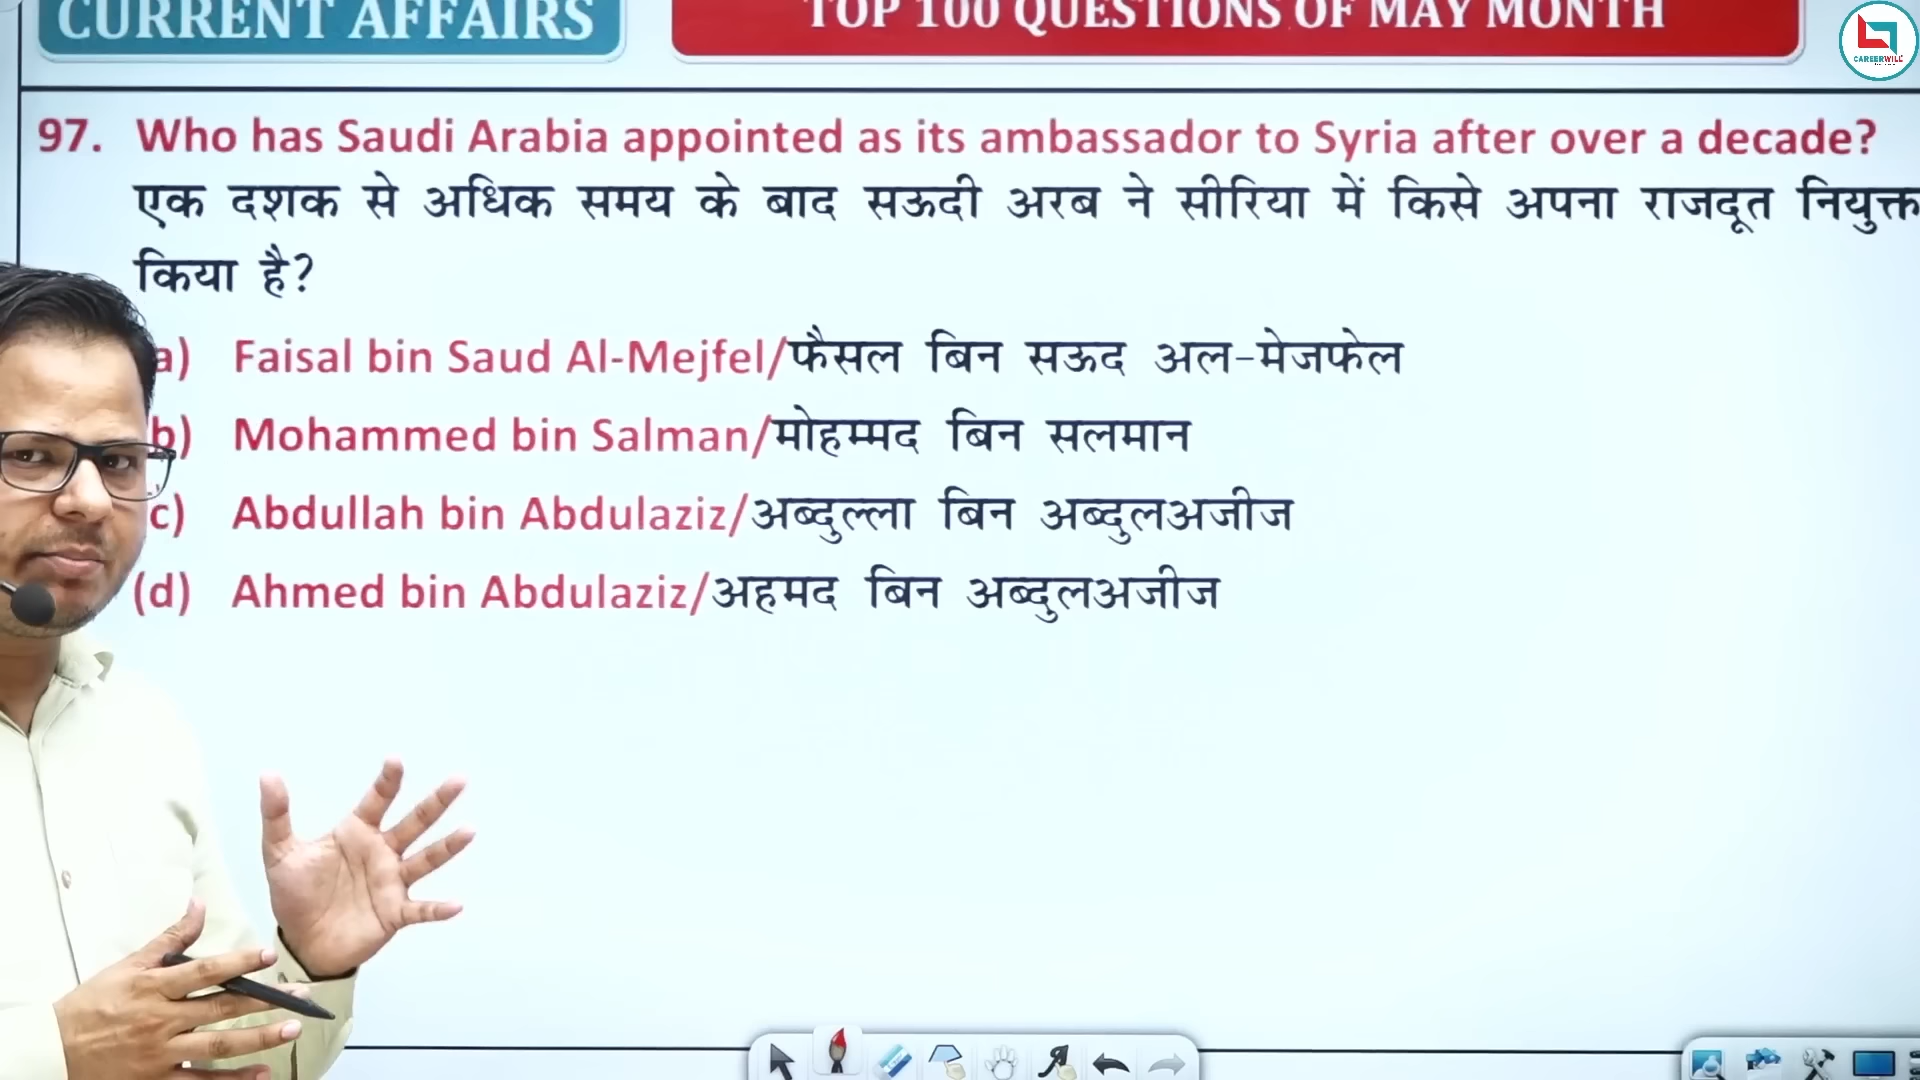 CURRENT AFFAIRS
TOP 100 QUESTIONS OF MAY MONTH
CAREERWILL
97. Who has Saudi Arabia appointed as its ambassador to Syria after over a decade?
एक दशक से अधिक समय के बाद सऊदी अरब ने सीरिया में किसे अपना राजदूत नियुक्त
किया है?
a) Faisal bin Saud Al-Mejfel/फैसल बिन सऊद अल-मेजफेल
b) Mohammed bin Salman/मोहम्मद बिन सलमान
c) Abdullah bin Abdulaziz/अब्दुल्ला बिन अब्दुलअजीज
(d) Ahmed bin Abdulaziz/अहमद बिन अब्दुलअजीज